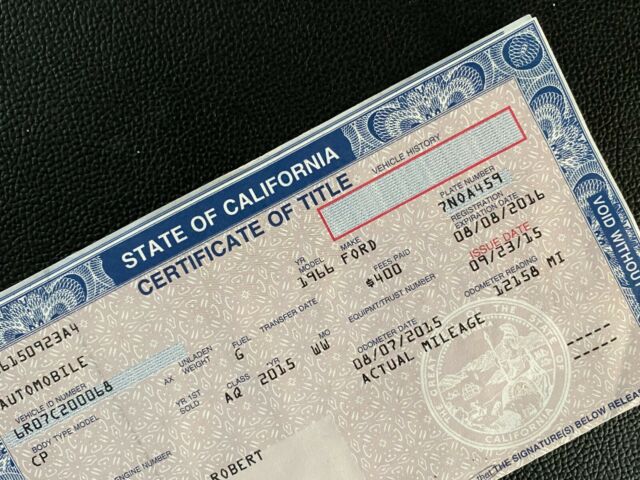 STATE OF CALIFORNIA
CERTIFICATE OF TITLE
VEHICLE HISTORY
6150923A4
AUTOMOBILE
VEHICLE ID NUMBER
6R07C200068
YR MODEL
1966
MAKE
FORD
PLATE NUMBER
7NQA459
BODY TYPE MODEL
CP
AX
UNLADEN WEIGHT
FUEL
G
TRANSFER DATE
FEES PAID
$400
REGISTRATION EXPIRATION DATE
08/08/2016
YR 1ST SOLD
CLASS
AQ
YR
2015
MO
WW
EQUIPMT/TRUST NUMBER
ISSUE DATE
09/23/15
ENGINE NUMBER
ODOMETER DATE
08/07/2015
ODOMETER READING
12158 MI
ACTUAL MILEAGE
ROBERT
CALIFORNIA
VOID WITHOUT
that THE SIGNATURE(S) BELOW RELEA